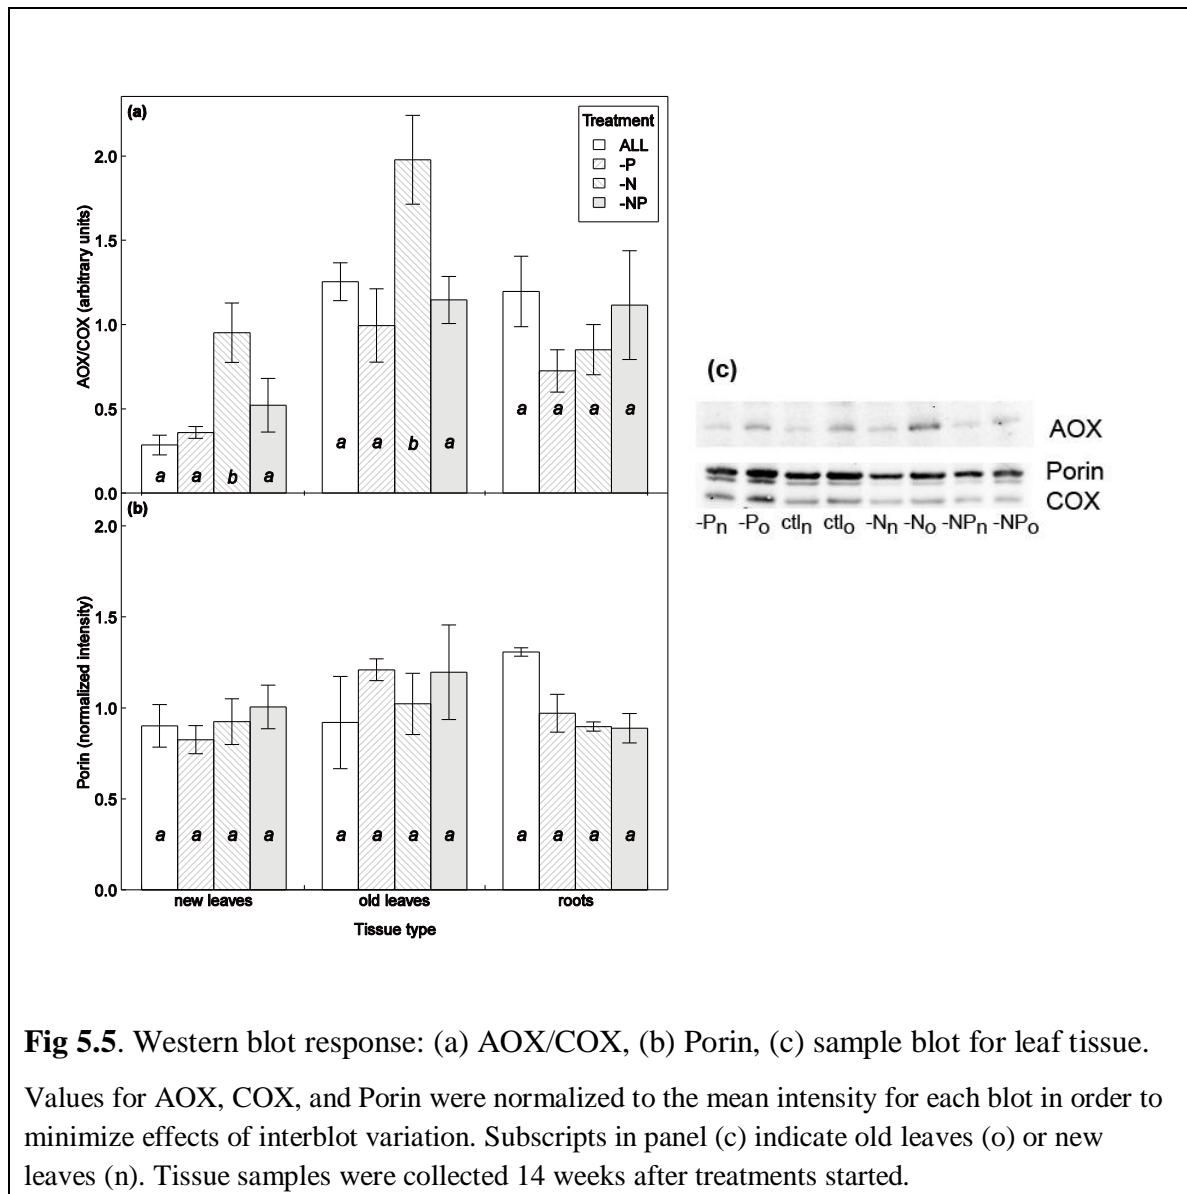 (a)
Treatment
ALL
-P
-N
-NP
2.0
1.5
1.0
0.5
0.0
AOX/COX (arbitrary units)
a a b a
a a b a
a a a a
(b)
2.0
1.5
1.0
0.5
0.0
Porin (normalized intensity)
a a a a
a a a a
a a a a
new leaves old leaves roots
Tissue type
(c)
AOX
Porin
COX
-Pn -Po ctln ctlo -Nn -No -NPn -NPo
Fig 5.5. Western blot response: (a) AOX/COX, (b) Porin, (c) sample blot for leaf tissue.
Values for AOX, COX, and Porin were normalized to the mean intensity for each blot in order to
minimize effects of interblot variation. Subscripts in panel (c) indicate old leaves (o) or new
leaves (n). Tissue samples were collected 14 weeks after treatments started.